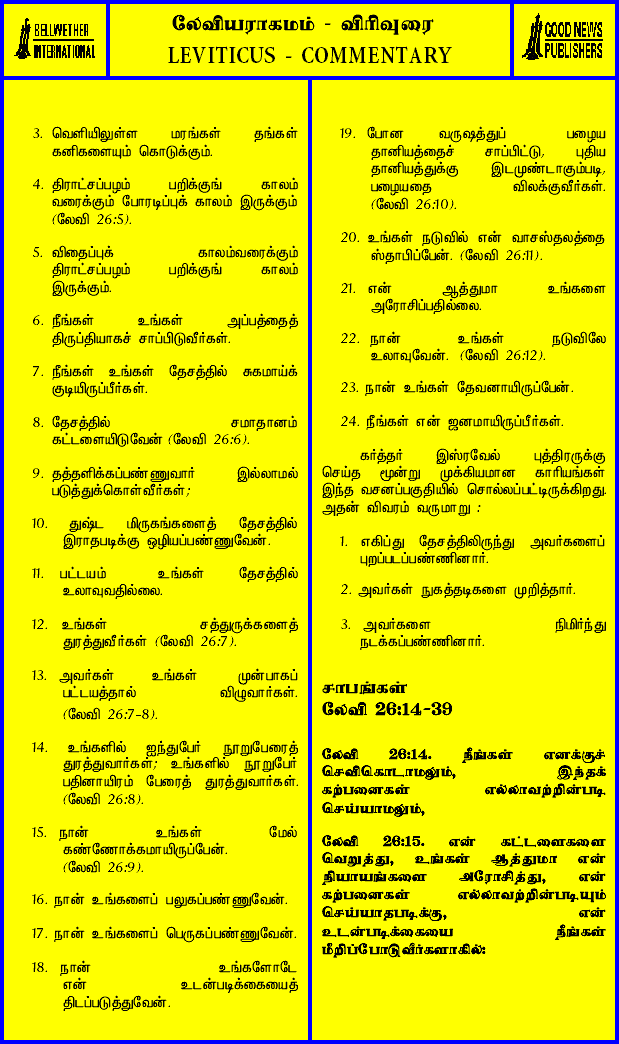 BELLWETHER
INTERNATIONAL
லேவியராகமம் - விரிவுரை
LEVITICUS - COMMENTARY
GOOD NEWS
PUBLISHERS
3. வெளியிலுள்ள மரங்கள் தங்கள்
கனிகளையும் கொடுக்கும்.
4. திராட்சப்பழம் பறிக்குங் காலம்
வரைக்கும் போரடிப்புக் காலம் இருக்கும்
(லேவி 26:5).
5. விதைப்புக் காலம்வரைக்கும்
திராட்சப்பழம் பறிக்குங் காலம்
இருக்கும்.
6. நீங்கள் உங்கள் அப்பத்தைத்
திருப்தியாகச் சாப்பிடுவீர்கள்.
7. நீங்கள் உங்கள் தேசத்தில் சுகமாய்க்
குடியிருப்பீர்கள்.
8. தேசத்தில் சமாதானம்
கட்டளையிடுவேன் (லேவி 26:6).
9. தத்தளிக்கப்பண்ணுவார் இல்லாமல்
படுத்துக்கொள்வீர்கள்;
10. துஷ்ட மிருகங்களைத் தேசத்தில்
இராதபடிக்கு ஒழியப்பண்ணுவேன்.
11. பட்டயம் உங்கள் தேசத்தில்
உலாவுவதில்லை.
12. உங்கள் சத்துருக்களைத்
துரத்துவீர்கள் (லேவி 26:7).
13. அவர்கள் உங்கள் முன்பாகப்
பட்டயத்தால் விழுவார்கள்.
(லேவி 26:7-8).
14. உங்களில் ஐந்துபேர் நூறுபேரைத்
துரத்துவார்கள்; உங்களில் நூறுபேர்
பதினாயிரம் பேரைத் துரத்துவார்கள்.
(லேவி 26:8).
15. நான் உங்கள் மேல்
கண்ணோக்கமாயிருப்பேன்.
(லேவி 26:9).
16. நான் உங்களைப் பலுகப்பண்ணுவேன்.
17. நான் உங்களைப் பெருகப்பண்ணுவேன்.
18. நான் உங்களோடே
என் உடன்படிக்கையைத்
திடப்படுத்துவேன்.
19. போன வருஷத்துப் பழைய
தானியத்தைச் சாப்பிட்டு, புதிய
தானியத்துக்கு இடமுண்டாகும்படி,
பழையதை விலக்குவீர்கள்.
(லேவி 26:10).
20. உங்கள் நடுவில் என் வாசஸ்தலத்தை
ஸ்தாபிப்பேன். (லேவி 26:11).
21. என் ஆத்துமா உங்களை
அரோசிப்பதில்லை.
22. நான் உங்கள் நடுவிலே
உலாவுவேன். (லேவி 26:12).
23. நான் உங்கள் தேவனாயிருப்பேன்.
24. நீங்கள் என் ஜனமாயிருப்பீர்கள்.
கர்த்தர் இஸ்ரவேல் புத்திரருக்கு
செய்த மூன்று முக்கியமான காரியங்கள்
இந்த வசனப்பகுதியில் சொல்லப்பட்டிருக்கிறது.
அதன் விவரம் வருமாறு :
1. எகிப்து தேசத்திலிருந்து அவர்களைப்
புறப்படப்பண்ணினார்.
2. அவர்கள் நுகத்தடிகளை முறித்தார்.
3. அவர்களை நிமிர்ந்து
நடக்கப்பண்ணினார்.
சாபங்கள்
லேவி 26:14-39
லேவி 26:14. நீங்கள் எனக்குச்
செவிகொடாமலும், இந்தக்
கற்பனைகள் எல்லாவற்றின்படி
செய்யாமலும்,
லேவி 26:15. என் கட்டளைகளை
வெறுத்து, உங்கள் ஆத்துமா என்
நியாயங்களை அரோசித்து, என்
கற்பனைகள் எல்லாவற்றின்படியும்
செய்யாதபடிக்கு, என்
உடன்படிக்கையை நீங்கள்
மீறிப்போடுவீர்களாகில்: